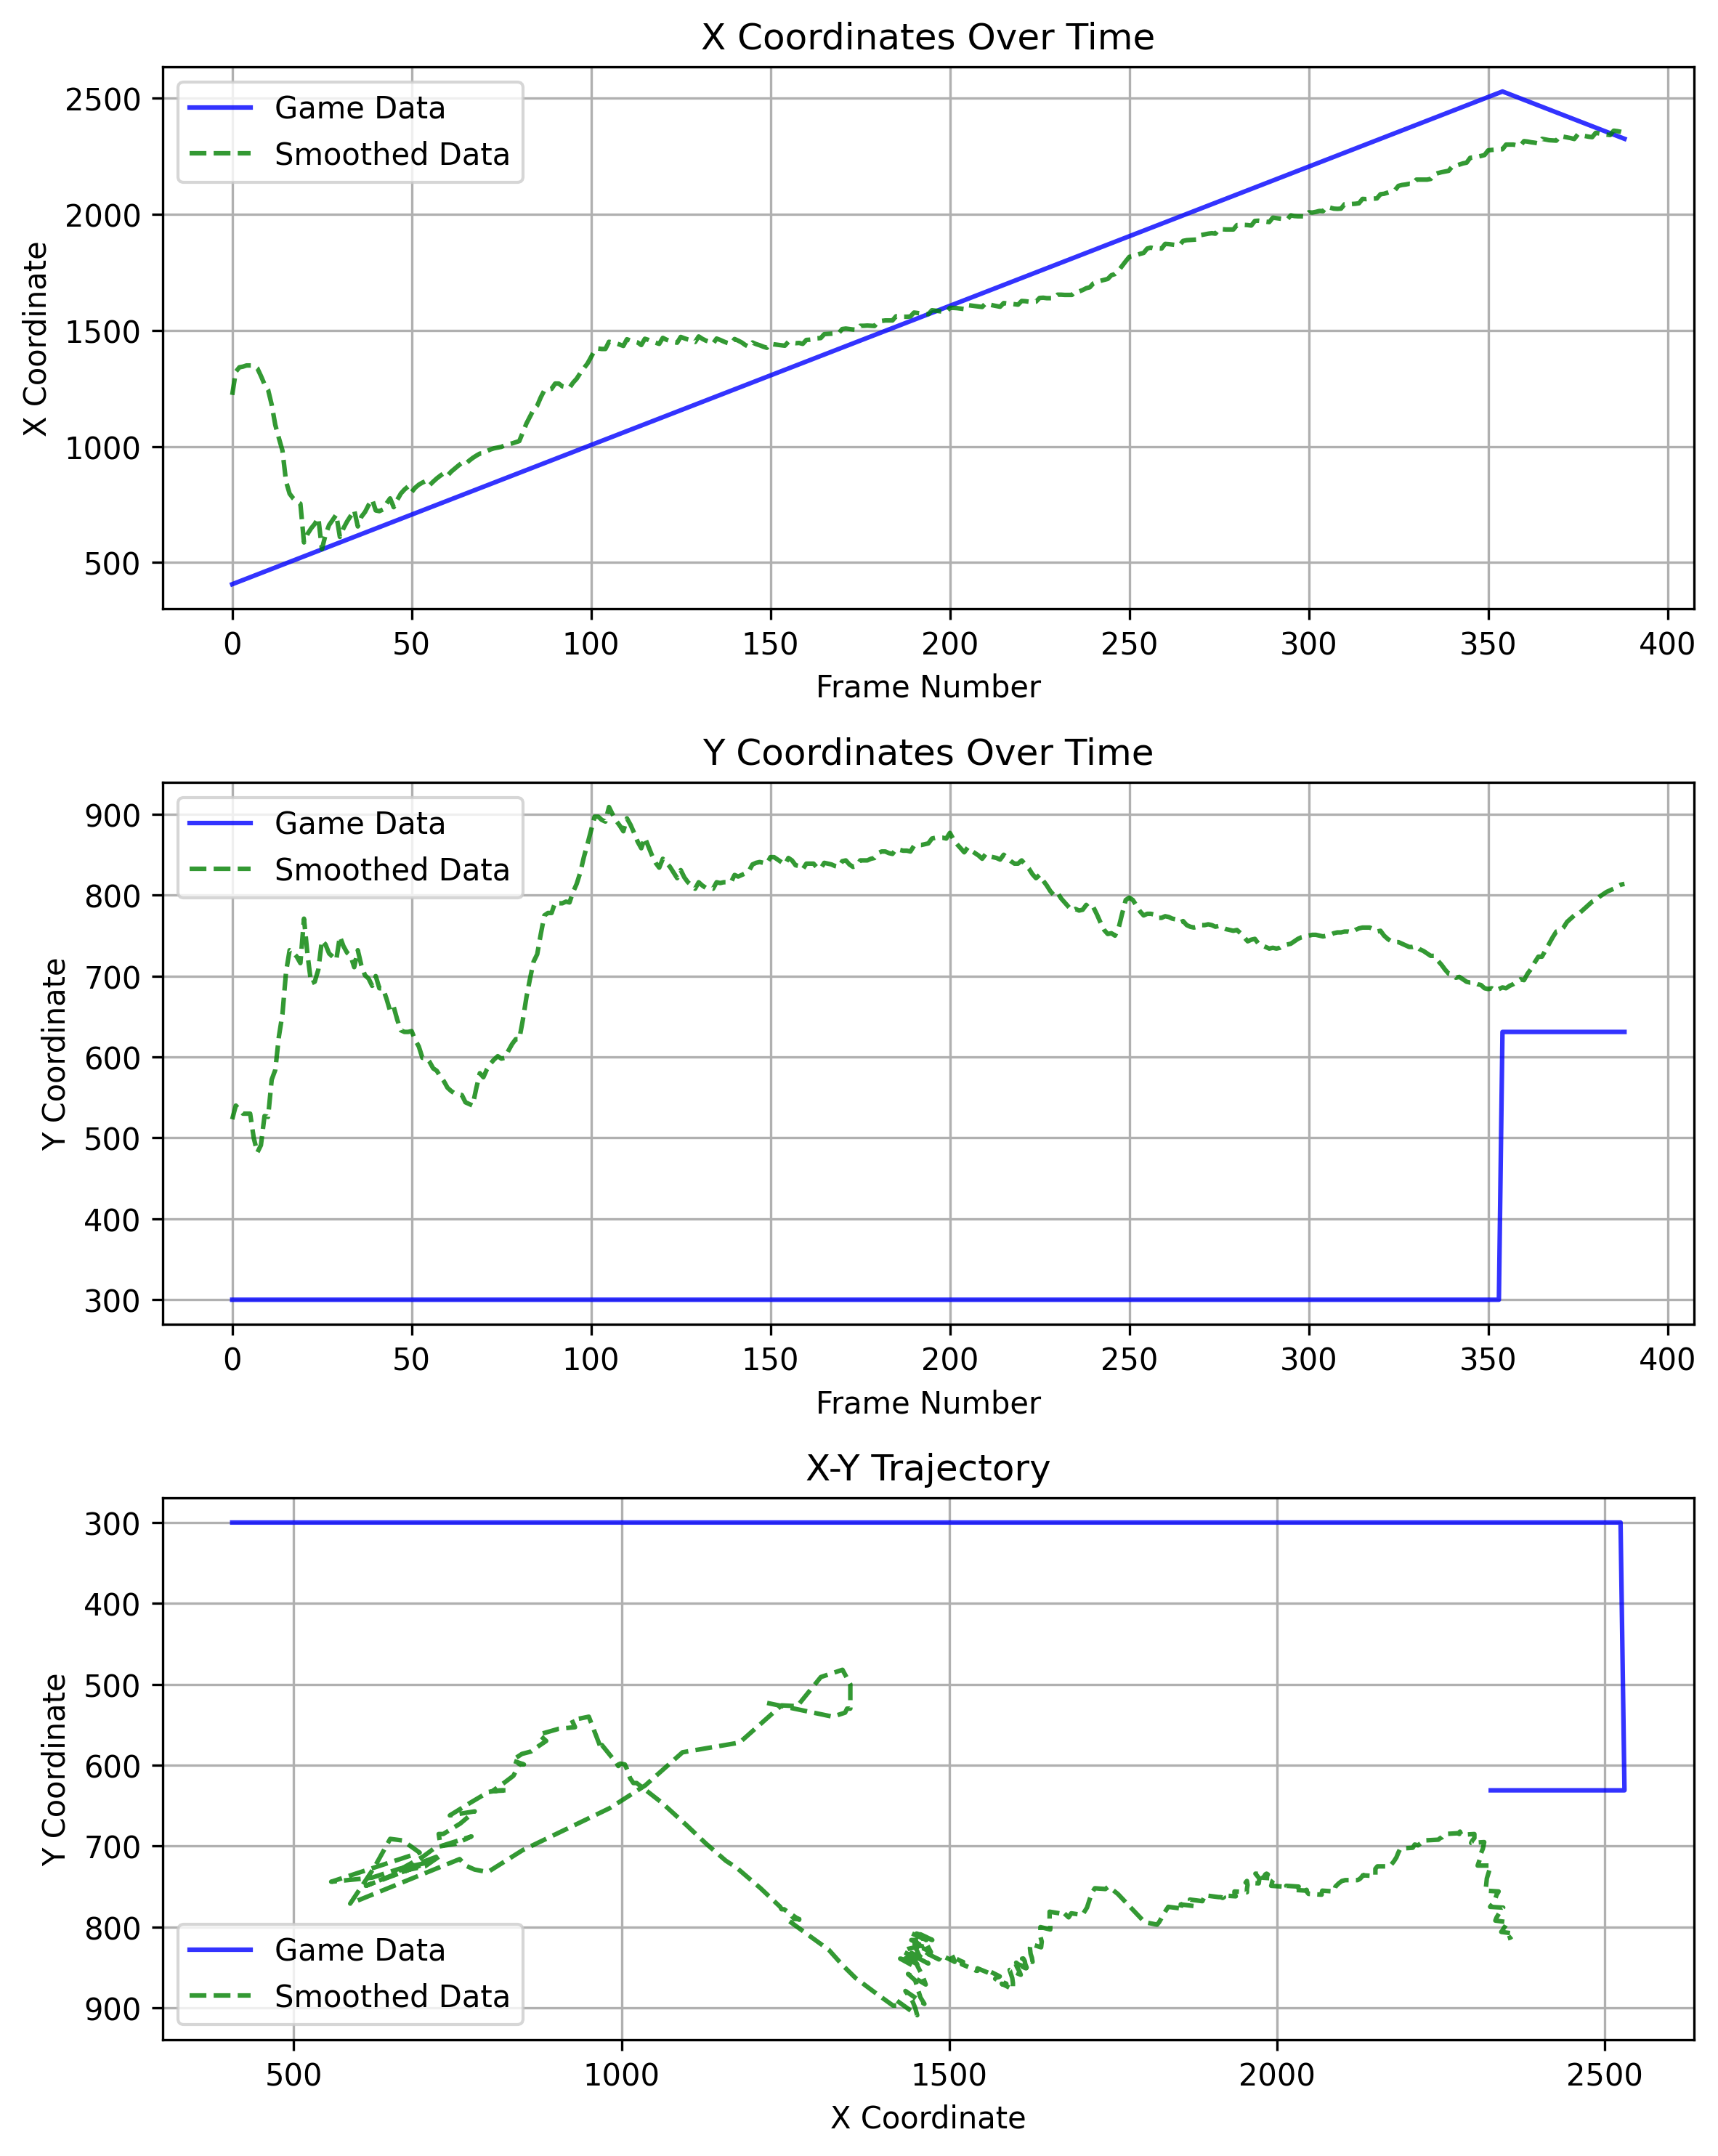 X Coordinates Over Time
Game Data
Smoothed Data
2500
2000
1500
1000
500
X Coordinate
0 50 100 150 200 250 300 350 400
Frame Number
Y Coordinates Over Time
Game Data
Smoothed Data
900
800
700
600
500
400
300
Y Coordinate
0 50 100 150 200 250 300 350 400
Frame Number
X-Y Trajectory
300
400
500
600
700
800
900
Y Coordinate
Game Data
Smoothed Data
500 1000 1500 2000 2500
X Coordinate